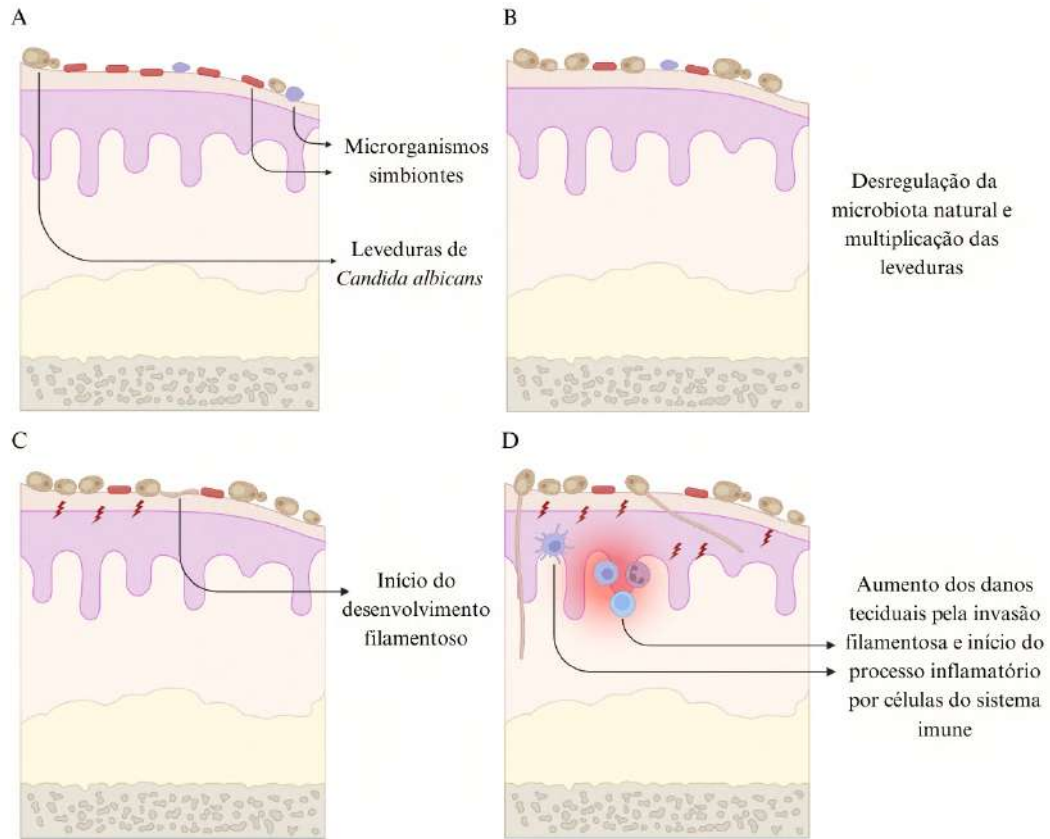 A
B
Microrganismos
simbiontes
Leveduras de
Candida albicans
Desregulação da
microbiota natural e
multiplicação das
leveduras
C
D
Início do
desenvolvimento
filamentoso
Aumento dos danos
teciduais pela invasão
filamentosa e início do
processo inflamatório
por células do sistema
imune